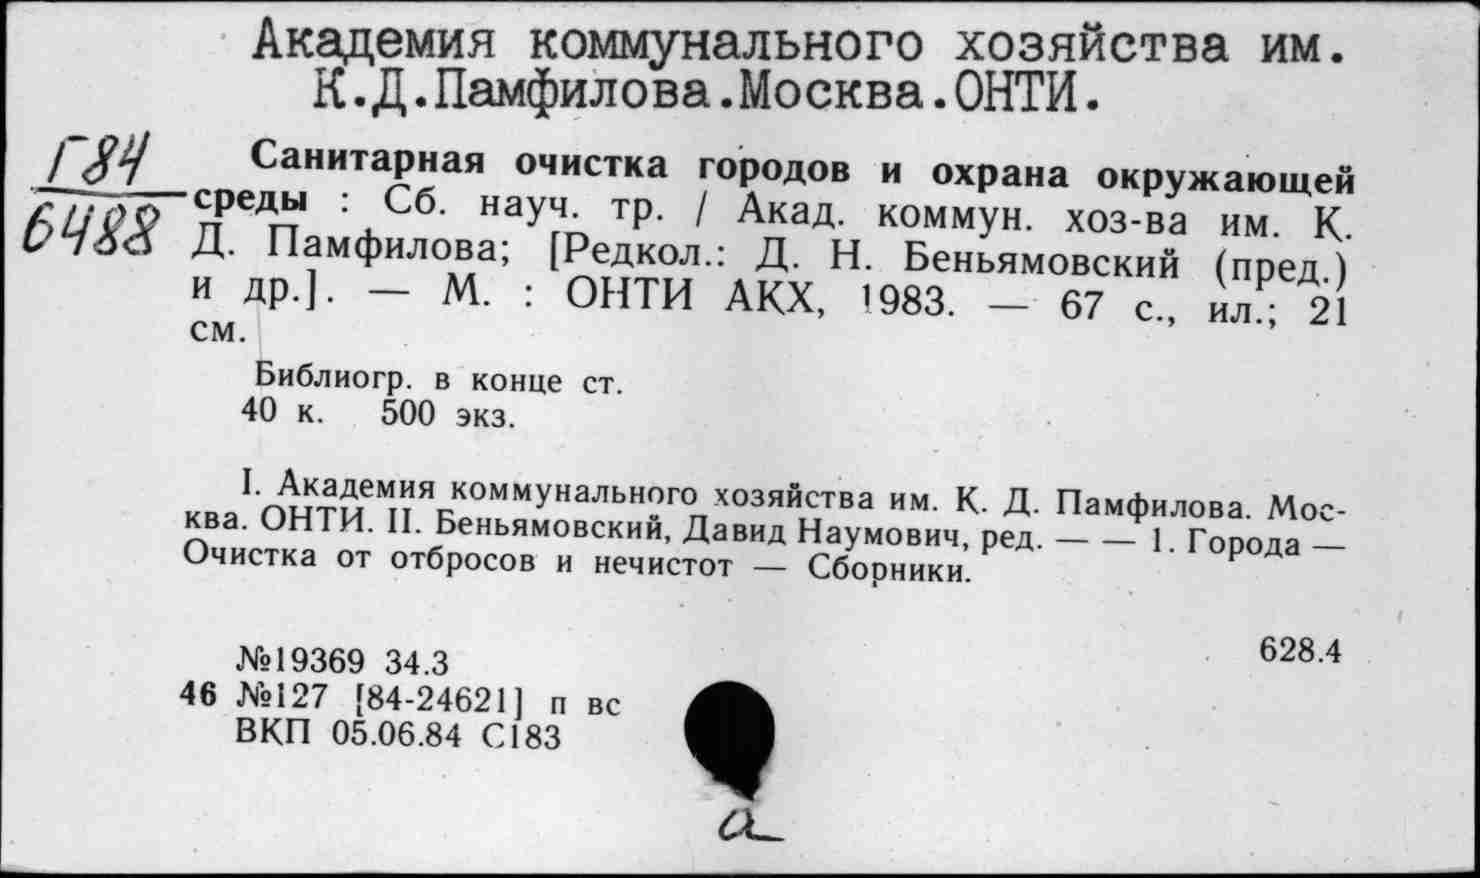 Академия коммунального хозяйства им.
К.Д.Памфилова.Москва.ОНТИ.
Г84
6488
Санитарная очистка городов и охрана окружающей
среды : Сб. науч. тр. / Акад. коммун. хоз-ва им. К.
Д. Памфилова; [Редкол.: Д. Н. Беньямовский (пред.)
и др.]. — М. : ОНТИ АКХ, 1983. — 67 с., ил.; 21
см.
Библиогр. в конце ст.
40 к. 500 экз.
I. Академия коммунального хозяйства им. К. Д. Памфилова. Мос-
ква. ОНТИ. II. Беньямовский, Давид Наумович, ред. — — 1. Города —
Очистка от отбросов и нечистот — Сборники.
628.4
№19369 34.3
46 №127 [84-24621] п вс
ВКП 05.06.84 С183
а